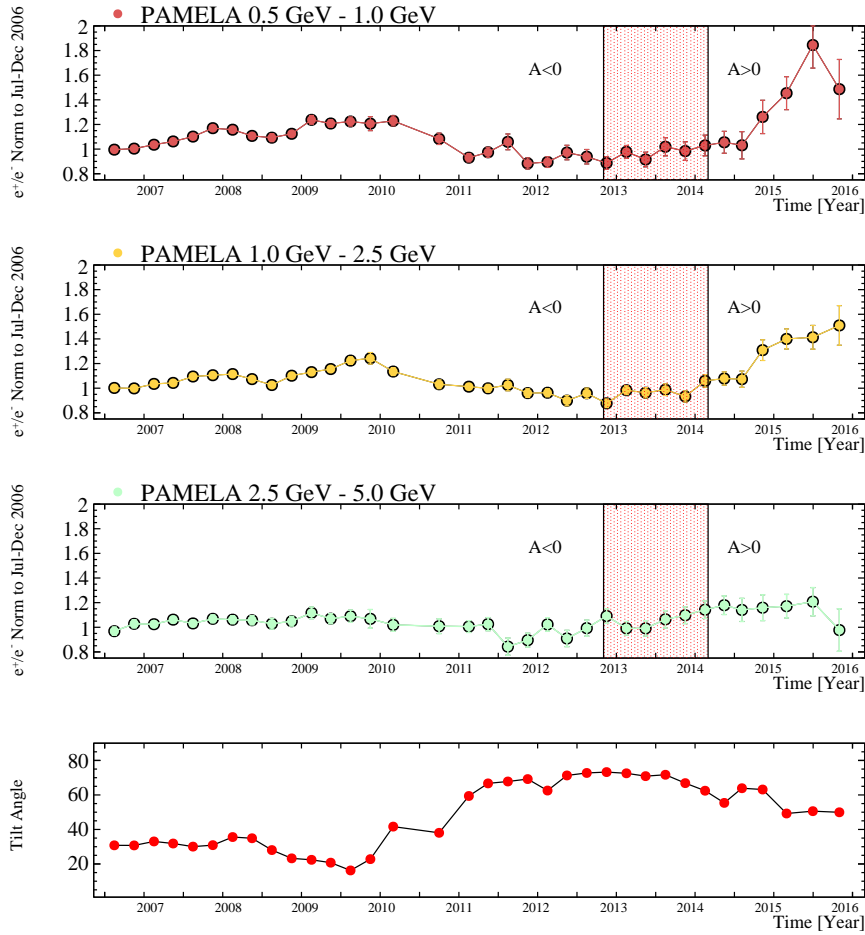 PAMELA 0.5 GeV - 1.0 GeV
e⁺/e⁻ Norm to Jul-Dec 2006
2
1.8
1.6
1.4
1.2
1
0.8
A<0
A>0
2007 2008 2009 2010 2011 2012 2013 2014 2015 2016
Time [Year]
PAMELA 1.0 GeV - 2.5 GeV
e⁺/e⁻ Norm to Jul-Dec 2006
2
1.8
1.6
1.4
1.2
1
0.8
A<0
A>0
2007 2008 2009 2010 2011 2012 2013 2014 2015 2016
Time [Year]
PAMELA 2.5 GeV - 5.0 GeV
e⁺/e⁻ Norm to Jul-Dec 2006
2
1.8
1.6
1.4
1.2
1
0.8
A<0
A>0
2007 2008 2009 2010 2011 2012 2013 2014 2015 2016
Time [Year]
Tilt Angle
80
60
40
20
2007 2008 2009 2010 2011 2012 2013 2014 2015 2016
Time [Year]